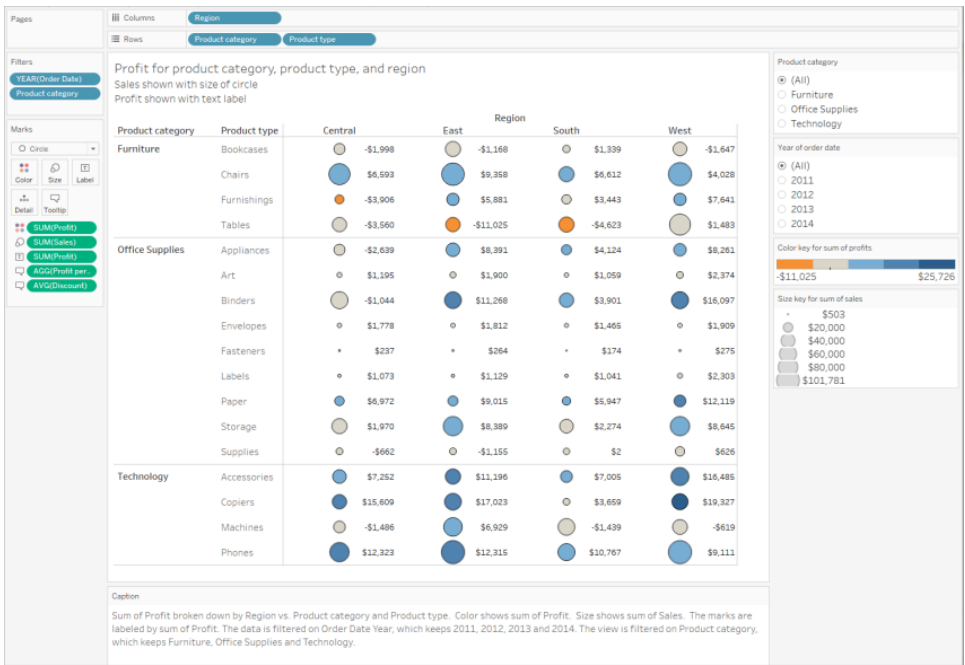 Pages
Columns
Region
Rows
Product category
Product type
Filters
YEAR(Order Date)
Product category
Marks
Circle
Color
Size
Label
Detail
Tooltip
SUM(Profit)
SUM(Sales)
SUM(Profit)
AGG(Profit per..
AVG(Discount)
Profit for product category, product type, and region
Sales shown with size of circle
Profit shown with text label
Region
Product category Product type Central East South West
Furniture Bookcases -$1,998 -$1,168 $1,339 -$1,647
Chairs $6,593 $9,358 $6,612 $4,028
Furnishings -$3,906 $5,881 $3,443 $7,641
Tables -$3,560 -$11,025 -$4,623 $1,483
Office Supplies Appliances -$2,639 $8,391 $4,124 $8,261
Art $1,195 $1,900 $1,059 $2,374
Binders -$1,044 $11,268 $3,901 $16,097
Envelopes $1,778 $1,812 $1,465 $1,909
Fasteners $237 $264 $174 $275
Labels $1,073 $1,129 $1,041 $2,303
Paper $6,972 $9,015 $5,947 $12,119
Storage $1,970 $8,389 $2,274 $8,645
Supplies -$662 -$1,155 $2 $626
Technology Accessories $7,252 $11,196 $7,005 $16,485
Copiers $15,609 $17,023 $3,659 $19,327
Machines -$1,486 $6,929 -$1,439 -$619
Phones $12,323 $12,315 $10,767 $9,111
Product category
(All)
Furniture
Office Supplies
Technology
Year of order date
(All)
2011
2012
2013
2014
Color key for sum of profits
-$11,025 $25,726
Size key for sum of sales
$503
$20,000
$40,000
$60,000
$80,000
$101,781
Caption
Sum of Profit broken down by Region vs. Product category and Product type. Color shows sum of Profit. Size shows sum of Sales. The marks are
labeled by sum of Profit. The data is filtered on Order Date Year, which keeps 2011, 2012, 2013 and 2014. The view is filtered on Product category,
which keeps Furniture, Office Supplies and Technology.